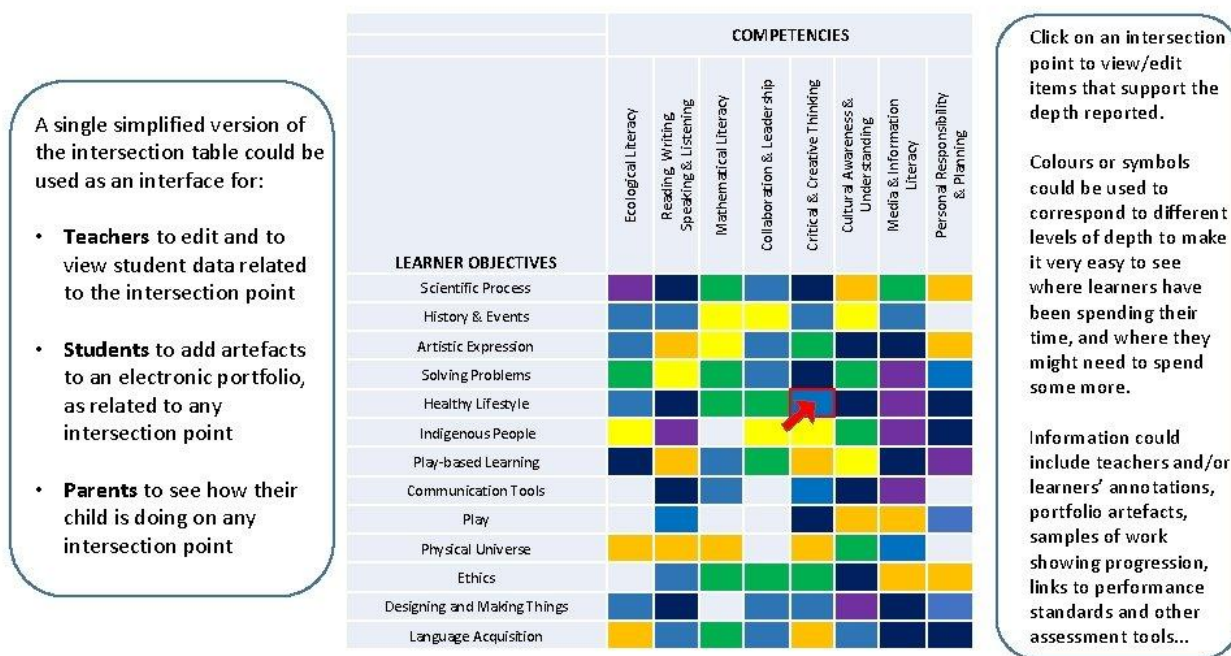 A single simplified version of
the intersection table could be
used as an interface for:
• Teachers to edit and to
view student data related
to the intersection point
• Students to add artefacts
to an electronic portfolio,
as related to any
intersection point
• Parents to see how their
child is doing on any
intersection point
COMPETENCIES
Ecological Literacy
Reading, Writing
Speaking & Listening
Mathematical Literacy
Collaboration & Leadership
Critical & Creative Thinking
Cultural Awareness &
Understanding
Media & Information
Literacy
Personal Responsibility
& Planning
LEARNER OBJECTIVES
Scientific Process
History & Events
Artistic Expression
Solving Problems
Healthy Lifestyle
Indigenous People
Play-based Learning
Communication Tools
Play
Physical Universe
Ethics
Designing and Making Things
Language Acquisition
Click on an intersection
point to view/edit
items that support the
depth reported.
Colours or symbols
could be used to
correspond to different
levels of depth to make
it very easy to see
where learners have
been spending their
time, and where they
might need to spend
some more.
Information could
include teachers and/or
learners' annotations,
portfolio artefacts,
samples of work
showing progression,
links to performance
standards and other
assessment tools...